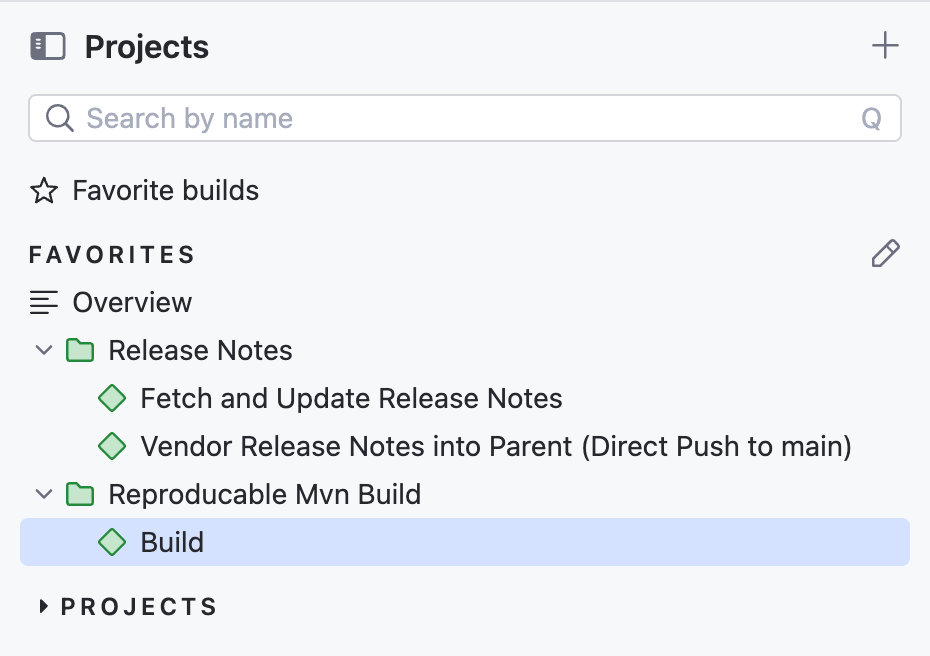 Projects
Search by name Q
Favorite builds
FAVORITES
Overview
Release Notes
Fetch and Update Release Notes
Vendor Release Notes into Parent (Direct Push to main)
Reproducable Mvn Build
Build
PROJECTS